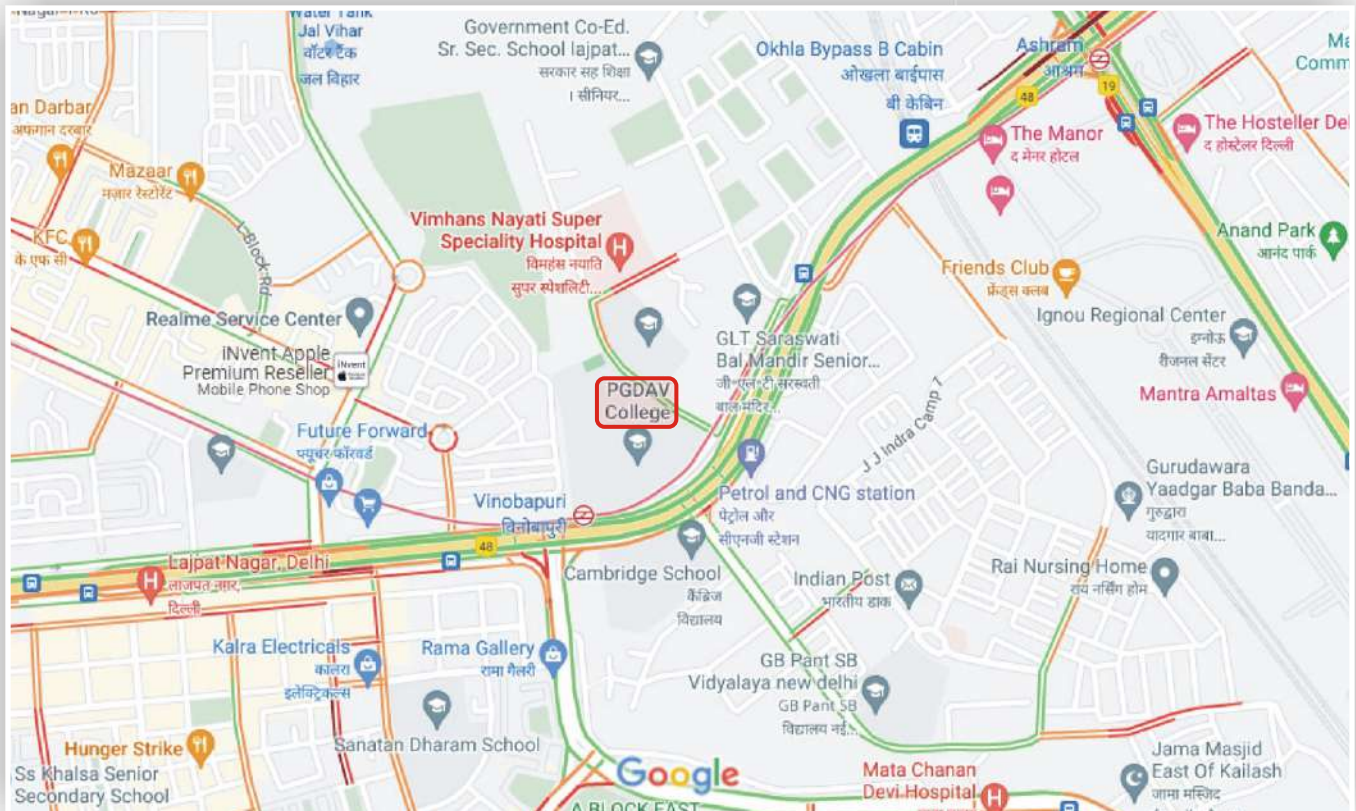 Water Tank
Jal Vihar
वॉटर टैंक
जल विहार
Government Co-Ed.
Sr. Sec. School lajpat...
सरकार सह शिक्षा
। सीनियर...
Okhla Bypass B Cabin
ओखला बाईपास
बी केबिन
Ashram
आश्रम
48
19
an Darbar
अफगान दरबार
Mazaar
मज़ार रेस्टोरेंट
The Manor
द मेनर होटल
The Hosteller Del
द होस्टेलर दिल्ली
KFC
के एफ सी
L Block Rd
Vimhans Nayati Super
Speciality Hospital
विमहंस नयाति
सुपर स्पेशलिटी...
Anand Park
आनंद पार्क
Friends Club
फ्रेंड्स क्लब
Realme Service Center
iNvent Apple
Premium Reseller
Mobile Phone Shop
iNvent
GLT Saraswati
Bal Mandir Senior...
जी॰एल॰टी सरस्वती
बाल मंदिर...
Ignou Regional Center
इग्नोऊ
रीजनल सेंटर
PGDAV
College
Mantra Amaltas
J J Indra Camp 7
Future Forward
फ्यूचर फॉरवर्ड
Vinobapuri
विनोबापुरी
Petrol and CNG station
पेट्रोल और
सीएनजी स्टेशन
Gurudawara
Yaadgar Baba Banda...
गुरुद्वारा
यादगार बाबा...
48
Lajpat Nagar, Delhi
लाजपत नगर,
दिल्ली
Cambridge School
कैंब्रिज
विद्यालय
Indian Post
भारतीय डाक
Rai Nursing Home
राय नर्सिंग होम
Kalra Electricals
कालरा
इलेक्ट्रिकल्स
Rama Gallery
रामा गैलरी
GB Pant SB
Vidyalaya new delhi
GB Pant SB
विद्यालय नई...
Sanatan Dharam School
Hunger Strike
Ss Khalsa Senior
Secondary School
Google
A BLOCK EAST
Mata Chanan
Devi Hospital
Jama Masjid
East Of Kailash
जामा मस्जिद